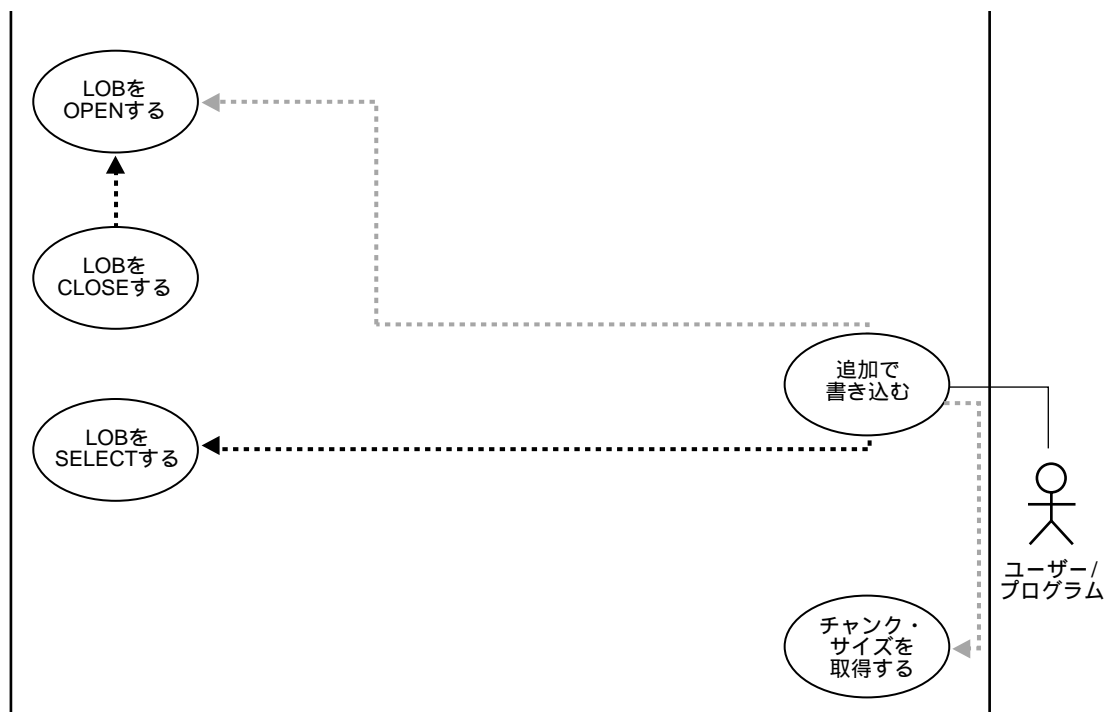 LOBを
OPENする
LOBを
CLOSEする
追加で
書き込む
LOBを
SELECTする
ユーザー/
プログラム
チャンク・
サイズを
取得する